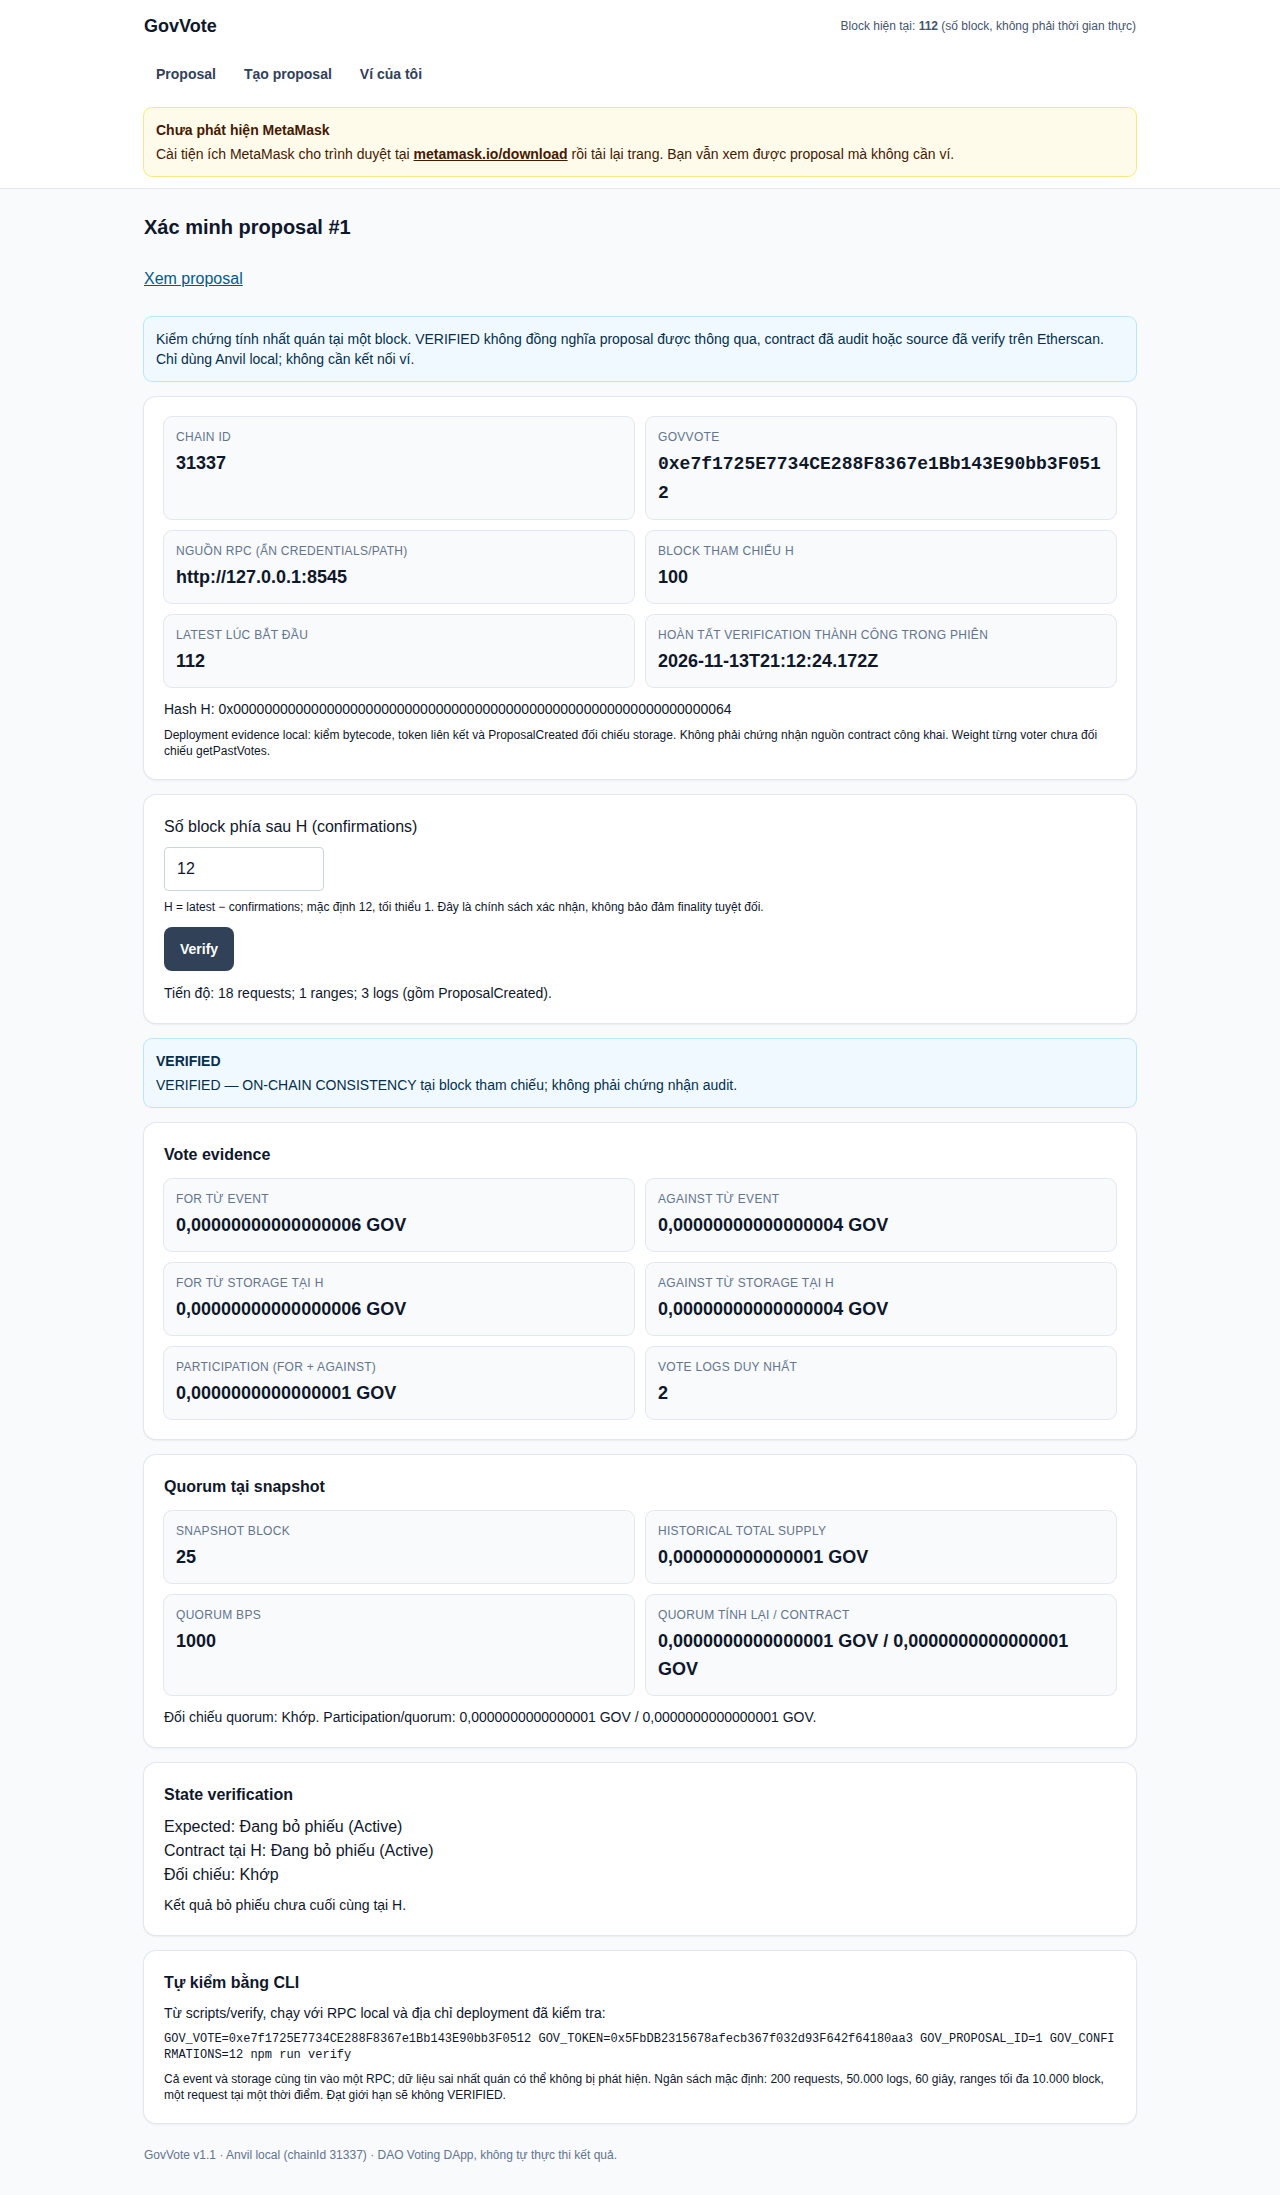 GovVote
Block hiện tại: 112 (số block, không phải thời gian thực)
Proposal
Tạo proposal
Ví của tôi
Chưa phát hiện MetaMask
Cài tiện ích MetaMask cho trình duyệt tại metamask.io/download rồi tải lại trang. Bạn vẫn xem được proposal mà không cần ví.
Xác minh proposal #1
Xem proposal
Kiểm chứng tính nhất quán tại một block. VERIFIED không đồng nghĩa proposal được thông qua, contract đã audit hoặc source đã verify trên Etherscan.
Chỉ dùng Anvil local; không cần kết nối ví.
CHAIN ID
31337
GOVVOTE
0xe7f1725E7734CE288F8367e1Bb143E90bb3F051
2
NGUỒN RPC (ẨN CREDENTIALS/PATH)
http://127.0.0.1:8545
BLOCK THAM CHIẾU H
100
LATEST LÚC BẮT ĐẦU
112
HOÀN TẤT VERIFICATION THÀNH CÔNG TRONG PHIÊN
2026-11-13T21:12:24.172Z
Hash H: 0x0000000000000000000000000000000000000000000000000000000000000064
Deployment evidence local: kiểm bytecode, token liên kết và ProposalCreated đối chiếu storage. Không phải chứng nhận nguồn contract công khai. Weight từng voter chưa đối
chiếu getPastVotes.
Số block phía sau H (confirmations)
12
H = latest − confirmations; mặc định 12, tối thiểu 1. Đây là chính sách xác nhận, không bảo đảm finality tuyệt đối.
Verify
Tiến độ: 18 requests; 1 ranges; 3 logs (gồm ProposalCreated).
VERIFIED
VERIFIED — ON-CHAIN CONSISTENCY tại block tham chiếu; không phải chứng nhận audit.
Vote evidence
FOR TỪ EVENT
0,00000000000000006 GOV
AGAINST TỪ EVENT
0,00000000000000004 GOV
FOR TỪ STORAGE TẠI H
0,00000000000000006 GOV
AGAINST TỪ STORAGE TẠI H
0,00000000000000004 GOV
PARTICIPATION (FOR + AGAINST)
0,0000000000000001 GOV
VOTE LOGS DUY NHẤT
2
Quorum tại snapshot
SNAPSHOT BLOCK
25
HISTORICAL TOTAL SUPPLY
0,000000000000001 GOV
QUORUM BPS
1000
QUORUM TÍNH LẠI / CONTRACT
0,0000000000000001 GOV / 0,0000000000000001
GOV
Đối chiếu quorum: Khớp. Participation/quorum: 0,0000000000000001 GOV / 0,0000000000000001 GOV.
State verification
Expected: Đang bỏ phiếu (Active)
Contract tại H: Đang bỏ phiếu (Active)
Đối chiếu: Khớp
Kết quả bỏ phiếu chưa cuối cùng tại H.
Tự kiểm bằng CLI
Từ scripts/verify, chạy với RPC local và địa chỉ deployment đã kiểm tra:
GOV_VOTE=0xe7f1725E7734CE288F8367e1Bb143E90bb3F0512 GOV_TOKEN=0x5FbDB2315678afecb367f032d93F642f64180aa3 GOV_PROPOSAL_ID=1 GOV_CONFI
RMATIONS=12 npm run verify
Cả event và storage cùng tin vào một RPC; dữ liệu sai nhất quán có thể không bị phát hiện. Ngân sách mặc định: 200 requests, 50.000 logs, 60 giây, ranges tối đa 10.000 block,
một request tại một thời điểm. Đạt giới hạn sẽ không VERIFIED.
GovVote v1.1 · Anvil local (chainId 31337) · DAO Voting DApp, không tự thực thi kết quả.